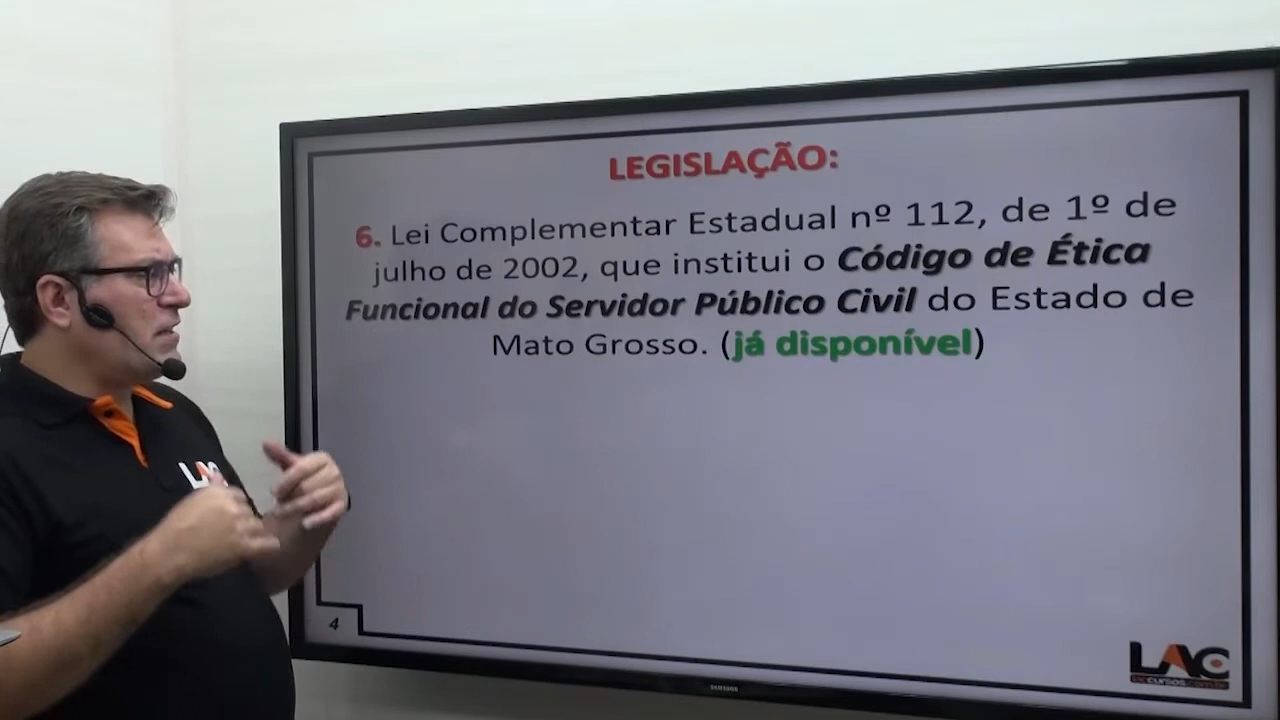 LEGISLAÇÃO:
6. Lei Complementar Estadual nº 112, de 1º de
julho de 2002, que institui o Código de Ética
Funcional do Servidor Público Civil do Estado de
Mato Grosso. (já disponível)
LAC
4
LAC
SAMSUNG